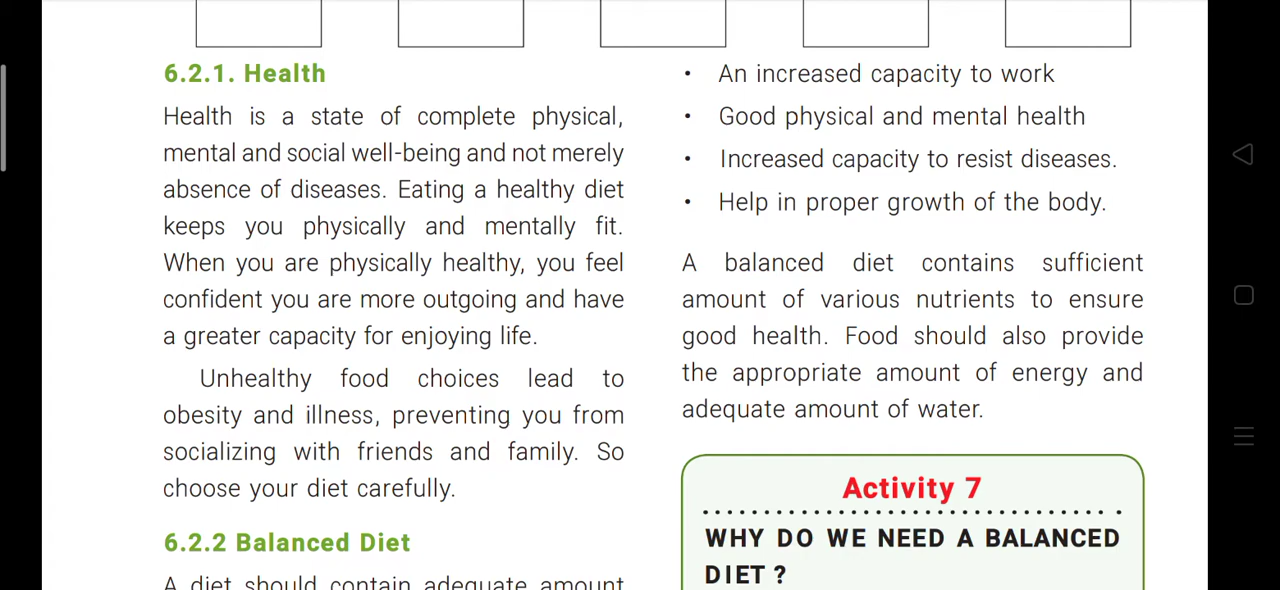 6.2.1. Health
Health is a state of complete physical,
mental and social well-being and not merely
absence of diseases. Eating a healthy diet
keeps you physically and mentally fit.
When you are physically healthy, you feel
confident you are more outgoing and have
a greater capacity for enjoying life.
Unhealthy food choices lead to
obesity and illness, preventing you from
socializing with friends and family. So
choose your diet carefully.
6.2.2 Balanced Diet
A diet should contain adequate amount
• An increased capacity to work
• Good physical and mental health
• Increased capacity to resist diseases.
• Help in proper growth of the body.
A balanced diet contains sufficient
amount of various nutrients to ensure
good health. Food should also provide
the appropriate amount of energy and
adequate amount of water.
Activity 7
WHY DO WE NEED A BALANCED
DIET ?